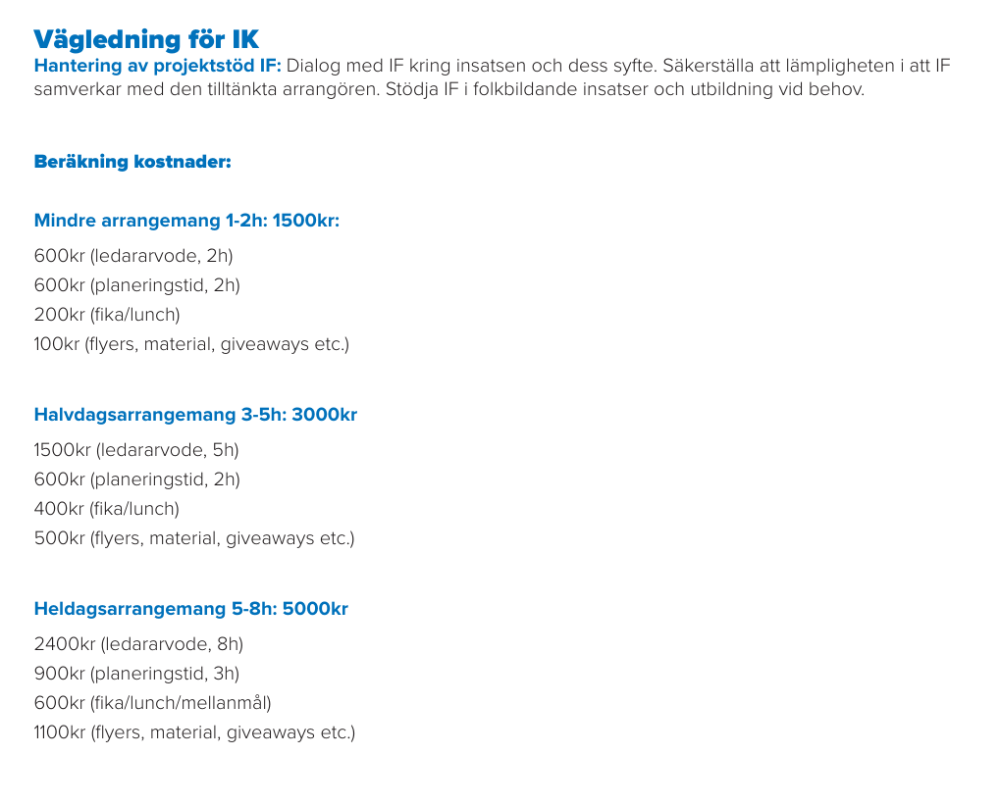 Vägledning för IK
Hantering av projektstöd IF: Dialog med IF kring insatsen och dess syfte. Säkerställa att lämpligheten i att IF
samverkar med den tilltänkta arrangören. Stödja IF i folkbildande insatser och utbildning vid behov.
Beräkning kostnader:
Mindre arrangemang 1-2h: 1500kr:
600kr (ledararvode, 2h)
600kr (planeringstid, 2h)
200kr (fika/lunch)
100kr (flyers, material, giveaways etc.)
Halvdagsarrangemang 3-5h: 3000kr
1500kr (ledararvode, 5h)
600kr (planeringstid, 2h)
400kr (fika/lunch)
500kr (flyers, material, giveaways etc.)
Heldagsarrangemang 5-8h: 5000kr
2400kr (ledararvode, 8h)
900kr (planeringstid, 3h)
600kr (fika/lunch/mellanmål)
1100kr (flyers, material, giveaways etc.)